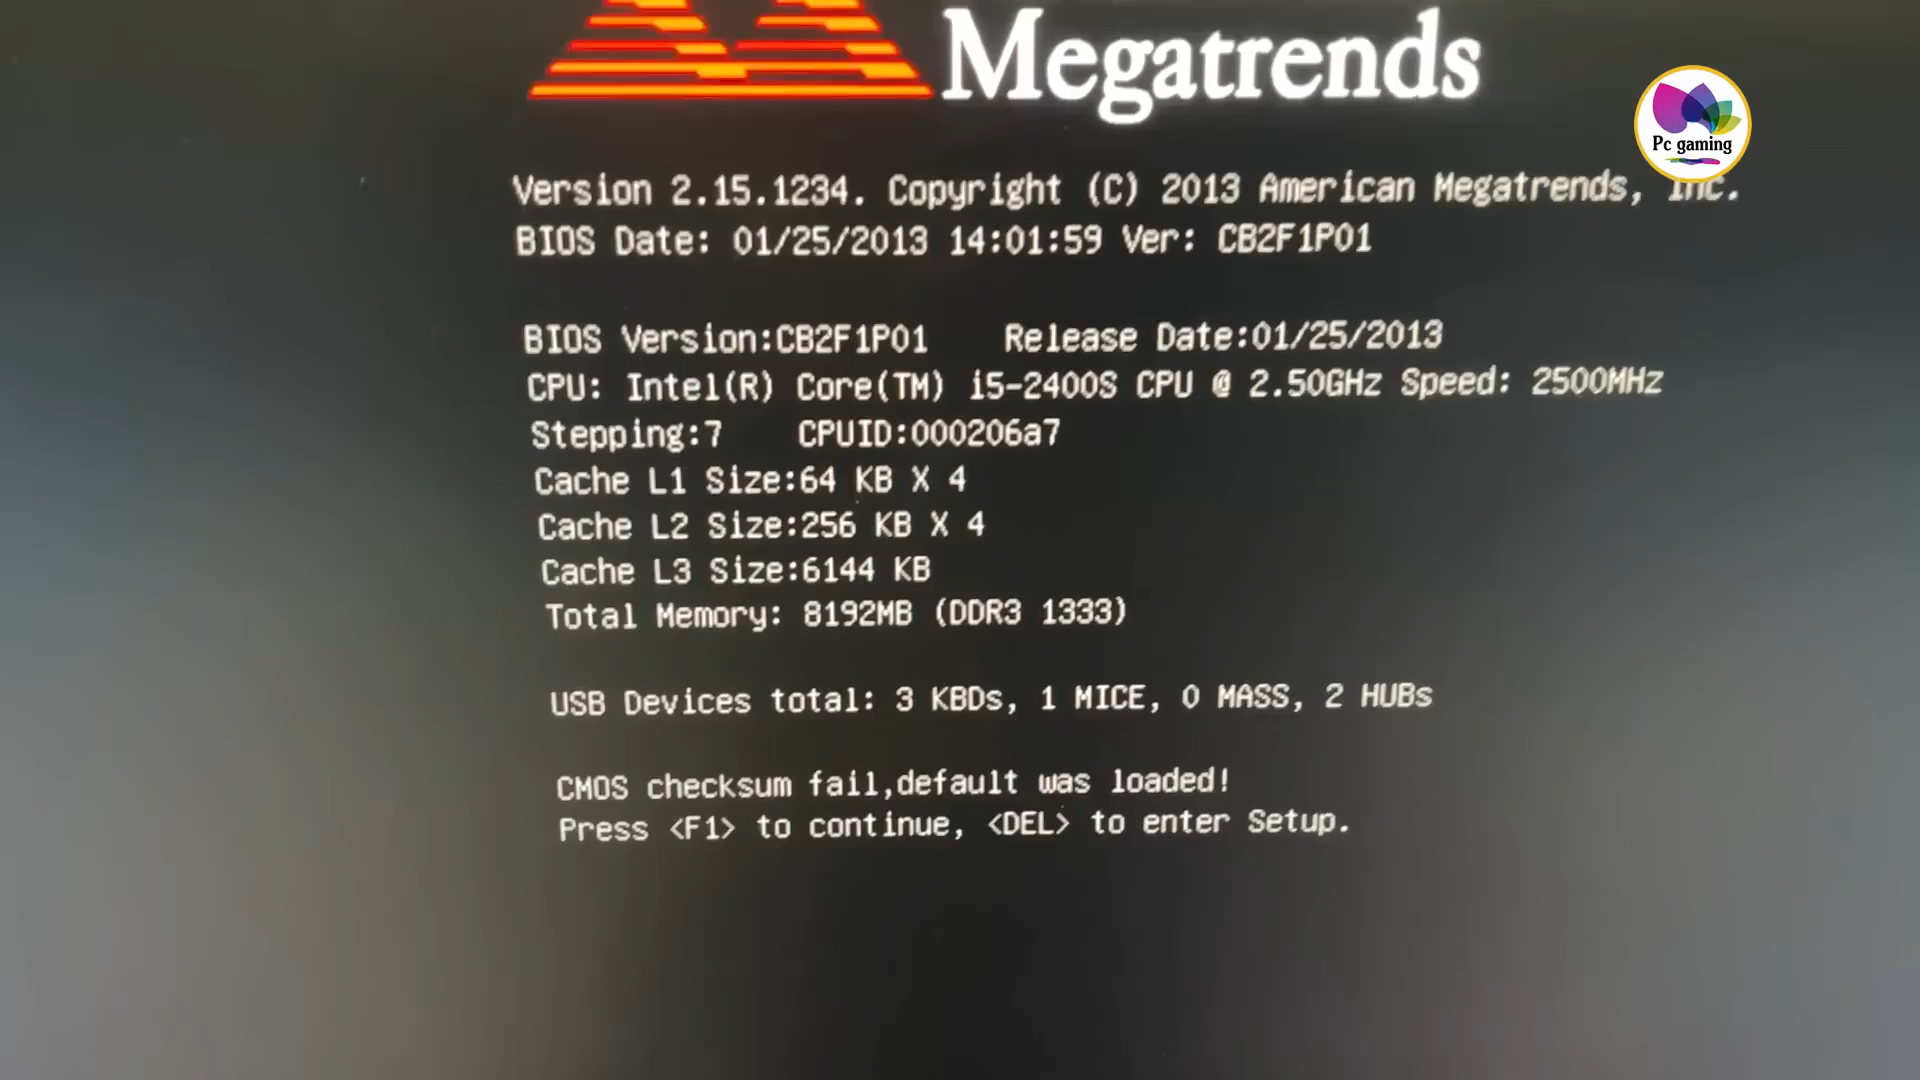 Megatrends
Pc gaming
Version 2.15.1234. Copyright (C) 2013 American Megatrends, Inc.
BIOS Date: 01/25/2013 14:01:59 Ver: CB2F1P01
BIOS Version:CB2F1P01 Release Date:01/25/2013
CPU: Intel(R) Core(TM) i5-2400S CPU @ 2.50GHz Speed: 2500MHz
Stepping:7 CPUID:000206a7
Cache L1 Size:64 KB X 4
Cache L2 Size:256 KB X 4
Cache L3 Size:6144 KB
Total Memory: 8192MB (DDR3 1333)
USB Devices total: 3 KBDs, 1 MICE, 0 MASS, 2 HUBs
CMOS checksum fail,default was loaded!
Press <F1> to continue, <DEL> to enter Setup.